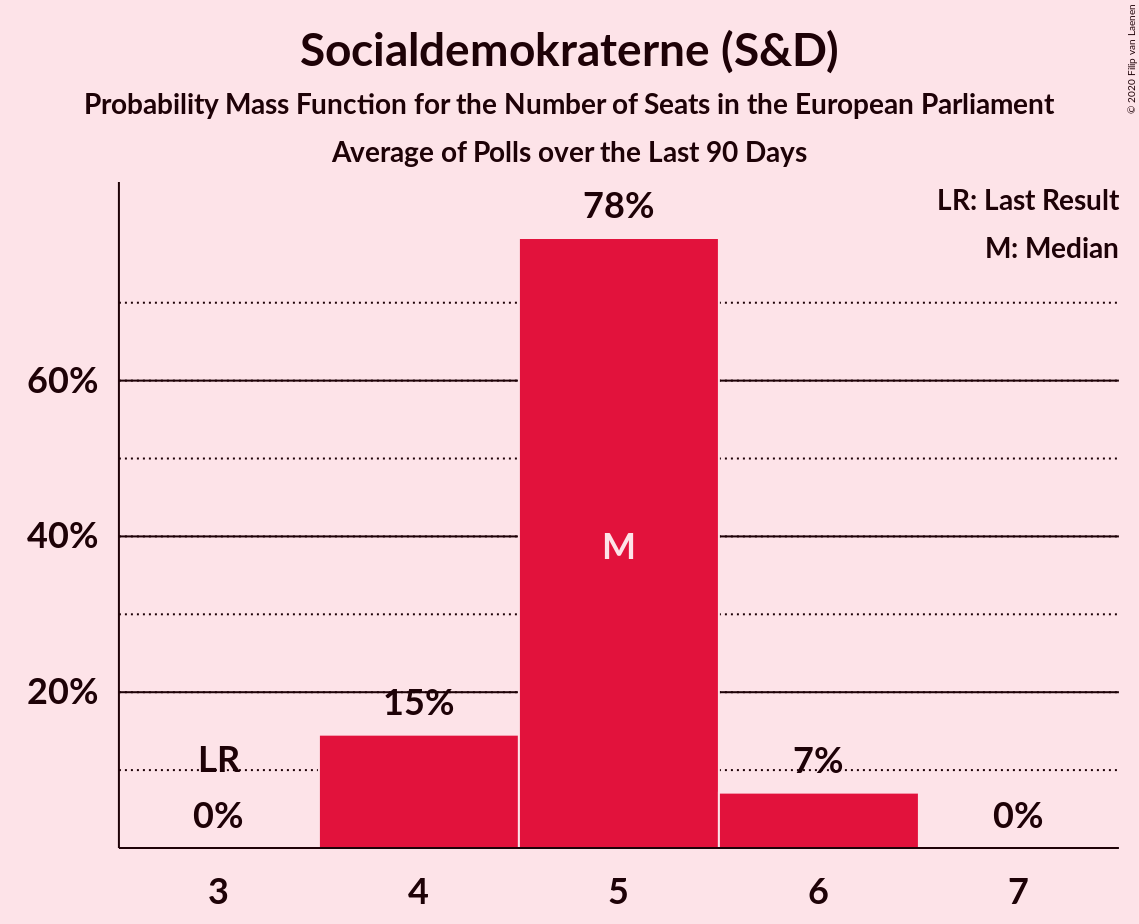 Socialdemokraterne (S&D)
Probability Mass Function for the Number of Seats in the European Parliament
Average of Polls over the Last 90 Days
© 2020 Filip van Laenen
LR: Last Result
M: Median
78%
60%
40%
M
20%
15%
LR
7%
0%
0%
3 4 5 6 7